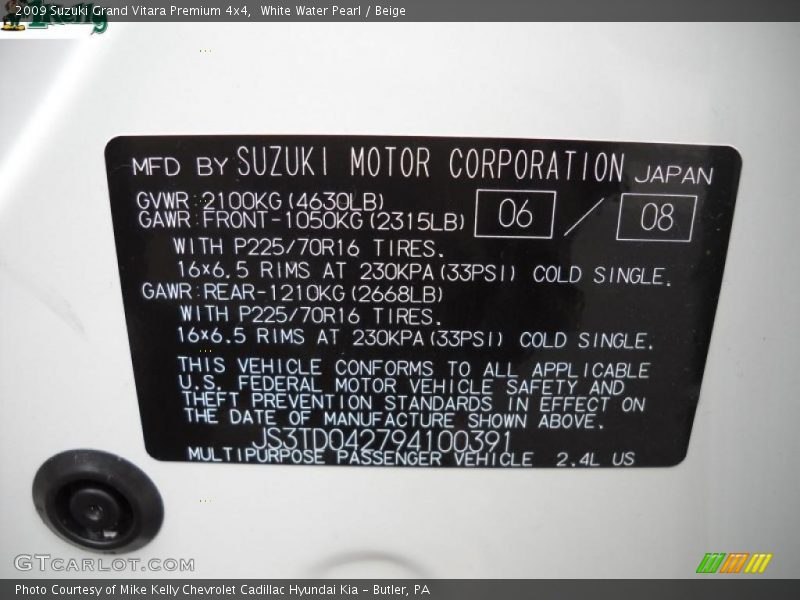 2009 Suzuki Grand Vitara Premium 4x4,  White Water Pearl / Beige
MFD BY SUZUKI MOTOR CORPORATION JAPAN
GVWR:2100KG(4630LB)
GAWR:FRONT-1050KG(2315LB)
06 / 08
WITH P225/70R16 TIRES.
16×6.5 RIMS AT 230KPA(33PSI) COLD SINGLE.
GAWR:REAR-1210KG(2668LB)
WITH P225/70R16 TIRES.
16×6.5 RIMS AT 230KPA(33PSI) COLD SINGLE.
THIS VEHICLE CONFORMS TO ALL APPLICABLE
U.S. FEDERAL MOTOR VEHICLE SAFETY AND
THEFT PREVENTION STANDARDS IN EFFECT ON
THE DATE OF MANUFACTURE SHOWN ABOVE.
JS3TD042794100391
MULTIPURPOSE PASSENGER VEHICLE 2.4L US
GTCARLOT.COM
Photo Courtesy of Mike Kelly Chevrolet Cadillac Hyundai Kia – Butler, PA